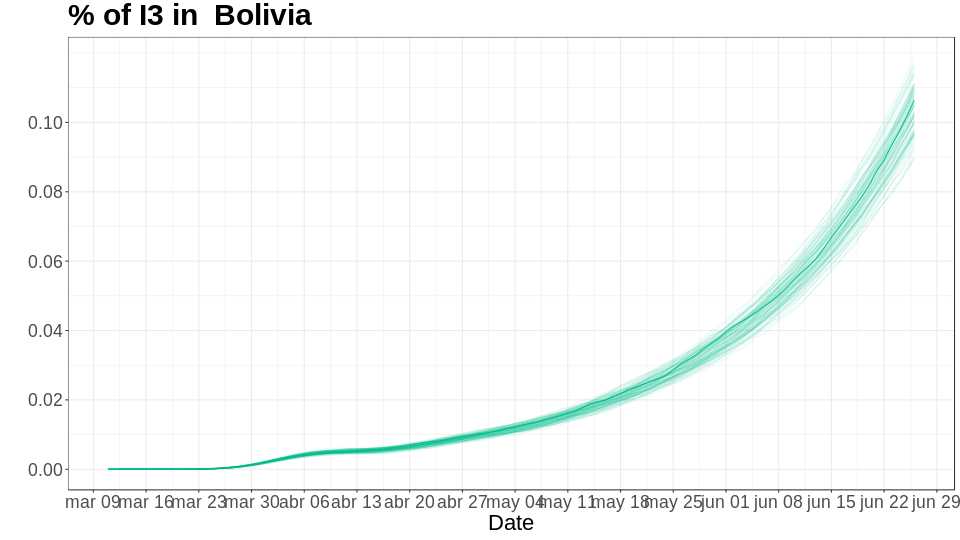 % of I3 in  Bolivia
0.10
0.08
0.06
0.04
0.02
0.00
mar 09 mar 16 mar 23 mar 30 abr 06 abr 13 abr 20 abr 27 may 04 may 11 may 18 may 25 jun 01 jun 08 jun 15 jun 22 jun 29
Date